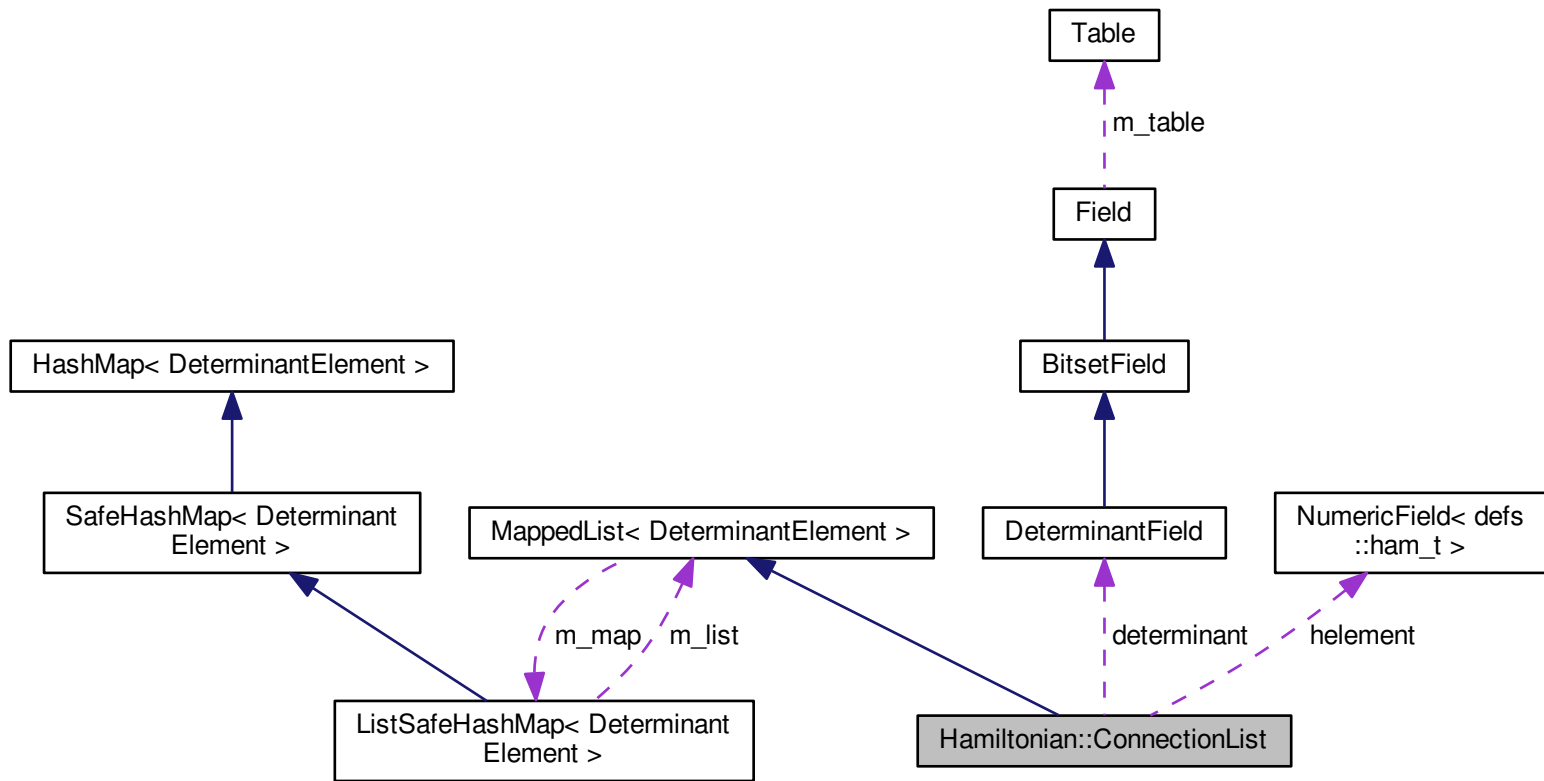 Table
m_table
Field
HashMap< DeterminantElement >
BitsetField
SafeHashMap< Determinant
Element >
MappedList< DeterminantElement >
DeterminantField
NumericField< defs
::ham_t >
m_map
m_list
determinant
helement
ListSafeHashMap< Determinant
Element >
Hamiltonian::ConnectionList